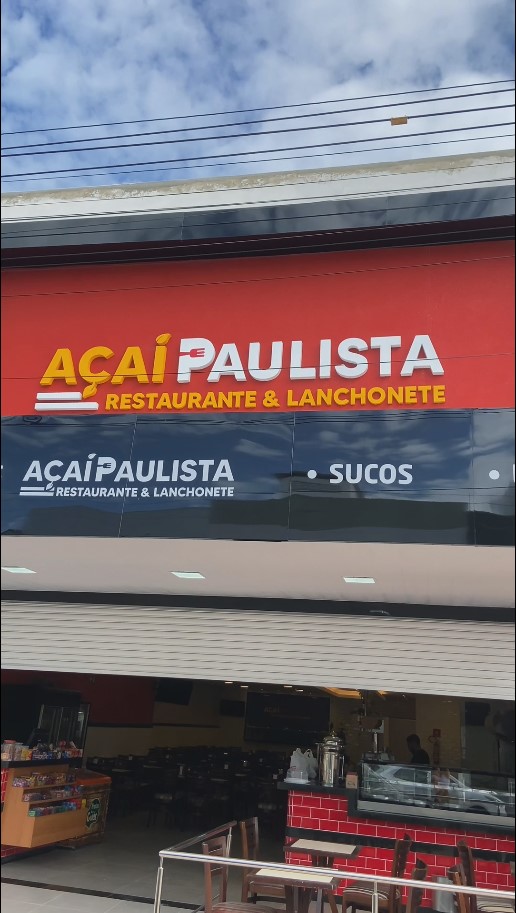 AÇAÍ PAULISTA
RESTAURANTE & LANCHONETE
AÇAÍ PAULISTA
RESTAURANTE & LANCHONETE
• SUCOS •